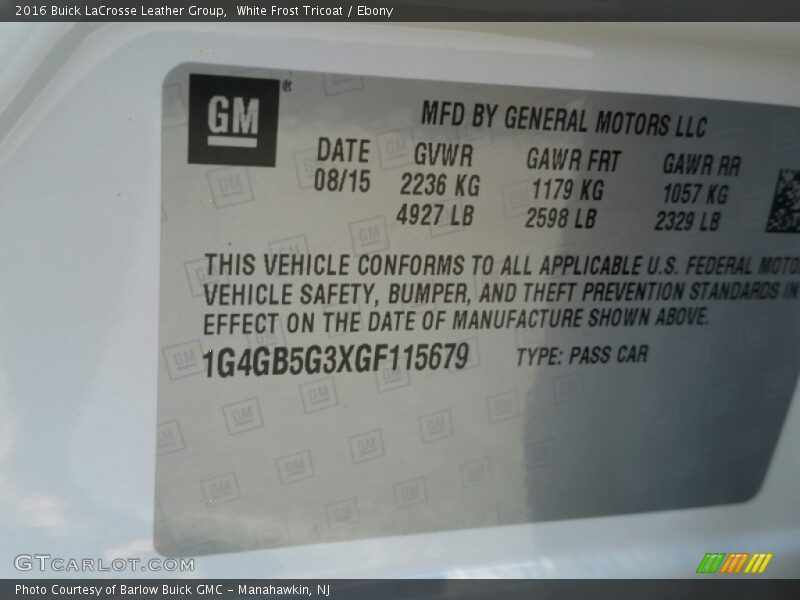 2016 Buick LaCrosse Leather Group,  White Frost Tricoat / Ebony
GM ®
MFD BY GENERAL MOTORS LLC
DATE GVWR GAWR FRT GAWR RR
08/15 2236 KG 1179 KG 1057 KG
4927 LB 2598 LB 2329 LB
THIS VEHICLE CONFORMS TO ALL APPLICABLE U.S. FEDERAL MOTO
VEHICLE SAFETY, BUMPER, AND THEFT PREVENTION STANDARDS IN
EFFECT ON THE DATE OF MANUFACTURE SHOWN ABOVE.
1G4GB5G3XGF115679 TYPE: PASS CAR
GTCARLOT.COM
Photo Courtesy of Barlow Buick GMC - Manahawkin, NJ